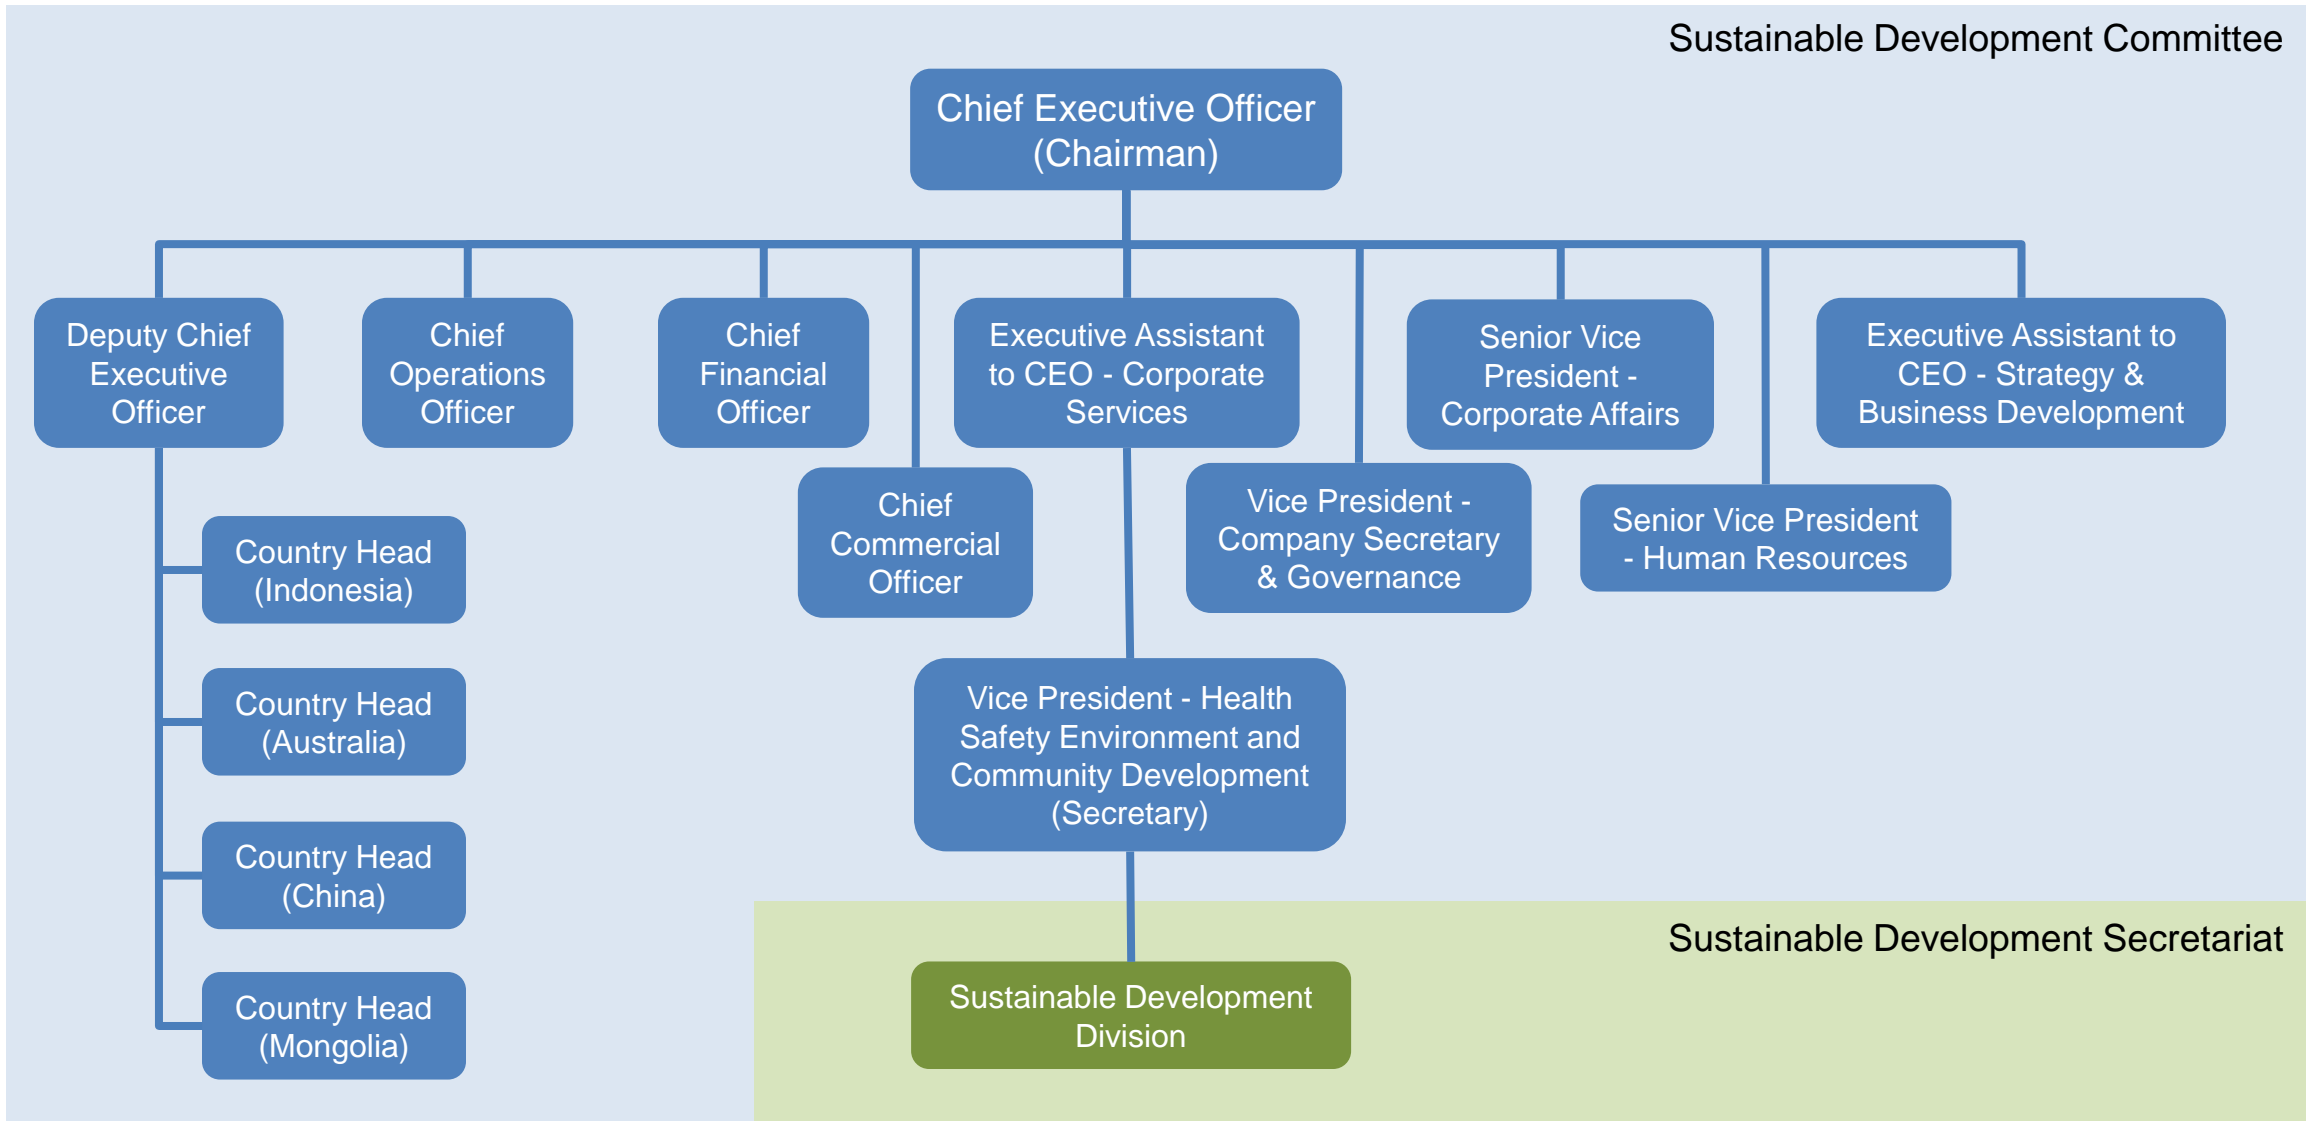 Sustainable Development Committee
Chief Executive Officer
(Chairman)
Deputy Chief
Executive
Officer
Chief
Operations
Officer
Chief
Financial
Officer
Executive Assistant
to CEO - Corporate
Services
Senior Vice
President -
Corporate Affairs
Executive Assistant to
CEO - Strategy &
Business Development
Chief
Commercial
Officer
Vice President -
Company Secretary
& Governance
Senior Vice President
- Human Resources
Country Head
(Indonesia)
Country Head
(Australia)
Country Head
(China)
Country Head
(Mongolia)
Vice President - Health
Safety Environment and
Community Development
(Secretary)
Sustainable Development Secretariat
Sustainable Development
Division